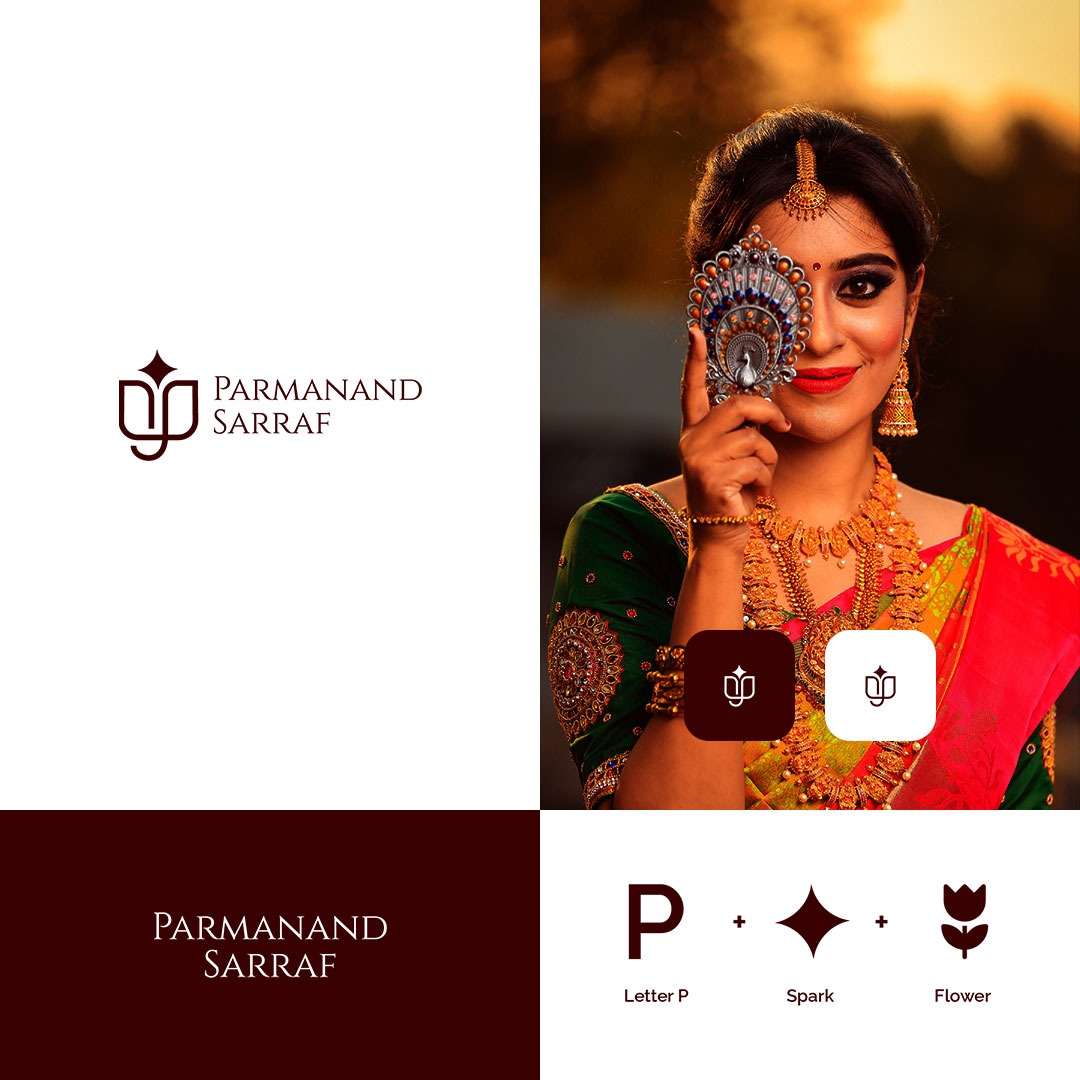 Parmanand
Sarraf
Parmanand
Sarraf
P + +
Letter P Spark Flower